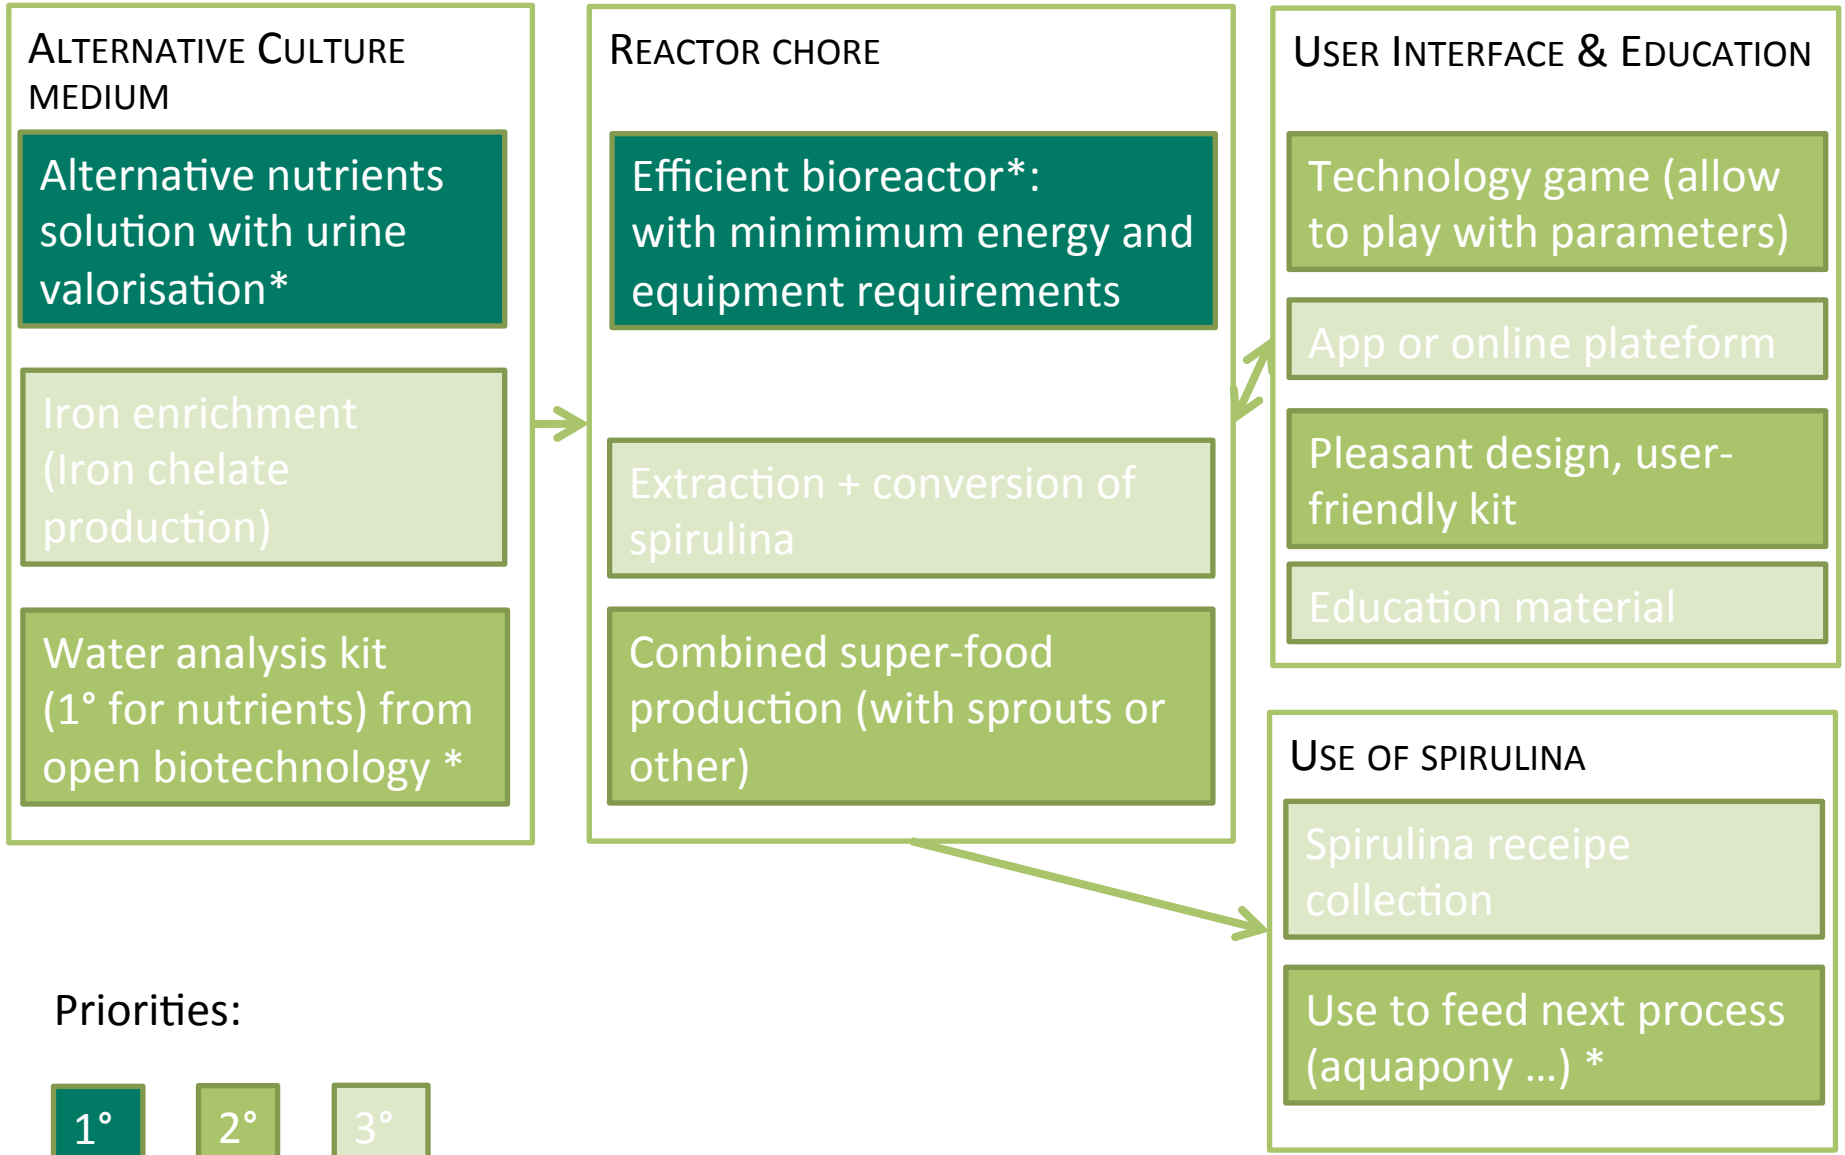 ALTERNATIVE CULTURE
MEDIUM
Alternative nutrients
solution with urine
valorisation*
Iron enrichment
(Iron chelate
production)
Water analysis kit
(1° for nutrients) from
open biotechnology *
REACTOR CHORE
Efficient bioreactor*:
with minimimum energy and
equipment requirements
Extraction + conversion of
spirulina
Combined super-food
production (with sprouts or
other)
USER INTERFACE & EDUCATION
Technology game (allow
to play with parameters)
App or online plateform
Pleasant design, user-
friendly kit
Education material
USE OF SPIRULINA
Spirulina receipe
collection
Use to feed next process
(aquapony ...) *
Priorities:
1° 2° 3°